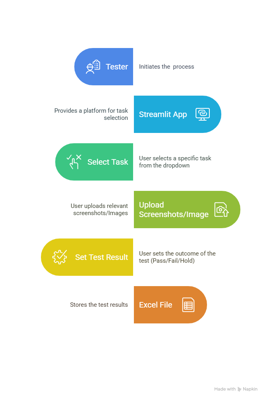 Tester
Initiates the process
Provides a platform for task
selection
Streamlit App
Select Task
User selects a specific task
from the dropdown
User uploads relevant
screenshots/Images
Upload
Screenshots/Image
Set Test Result
User sets the outcome of the
test (Pass/Fail/Hold)
Stores the test results
Excel File
Made with Napkin